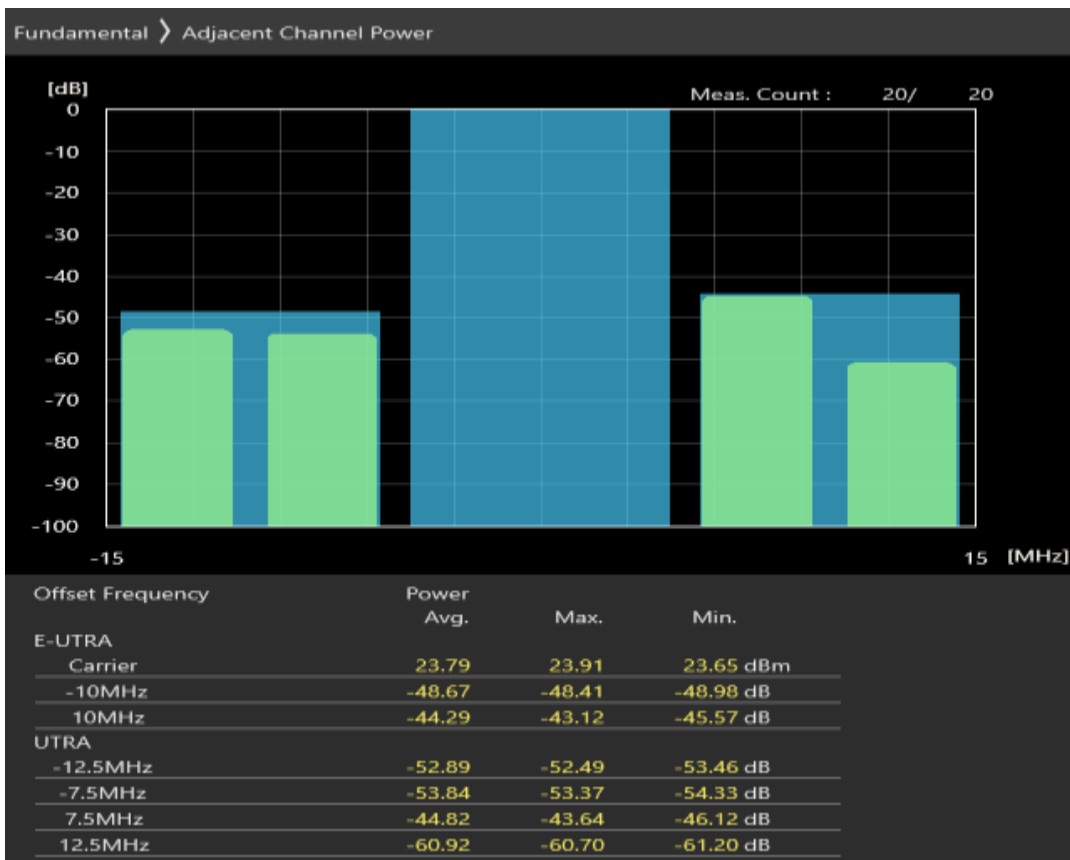 Fundamental 〉 Adjacent Channel Power
[dB]
Meas. Count : 20/ 20
0
-10
-20
-30
-40
-50
-60
-70
-80
-90
-100
-15 15 [MHz]
Offset Frequency Power
Avg. Max. Min.
E-UTRA
Carrier 23.79 23.91 23.65 dBm
-10MHz -48.67 -48.41 -48.98 dB
10MHz -44.29 -43.12 -45.57 dB
UTRA
-12.5MHz -52.89 -52.49 -53.46 dB
-7.5MHz -53.84 -53.37 -54.33 dB
7.5MHz -44.82 -43.64 -46.12 dB
12.5MHz -60.92 -60.70 -61.20 dB